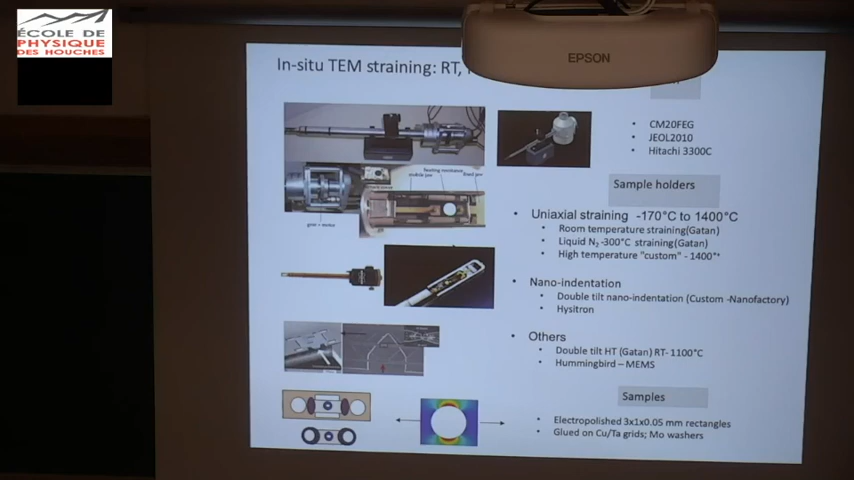 ÉCOLE DE
PHYSIQUE
DES HOUCHES
EPSON
In-situ TEM straining: RT,
CM20FEG
JEOL2010
Hitachi 3300C
Sample holders
Uniaxial straining -170°C to 1400°C
Room temperature straining(Gatan)
Liquid N₂ -300°C straining(Gatan)
High temperature "custom" - 1400°
Nano-indentation
Double tilt nano-indentation (Custom -Nanofactory)
Hysitron
Others
Double tilt HT (Gatan) RT- 1100°C
Hummingbird – MEMS
Samples
Electropolished 3x1x0.05 mm rectangles
Glued on Cu/Ta grids; Mo washers